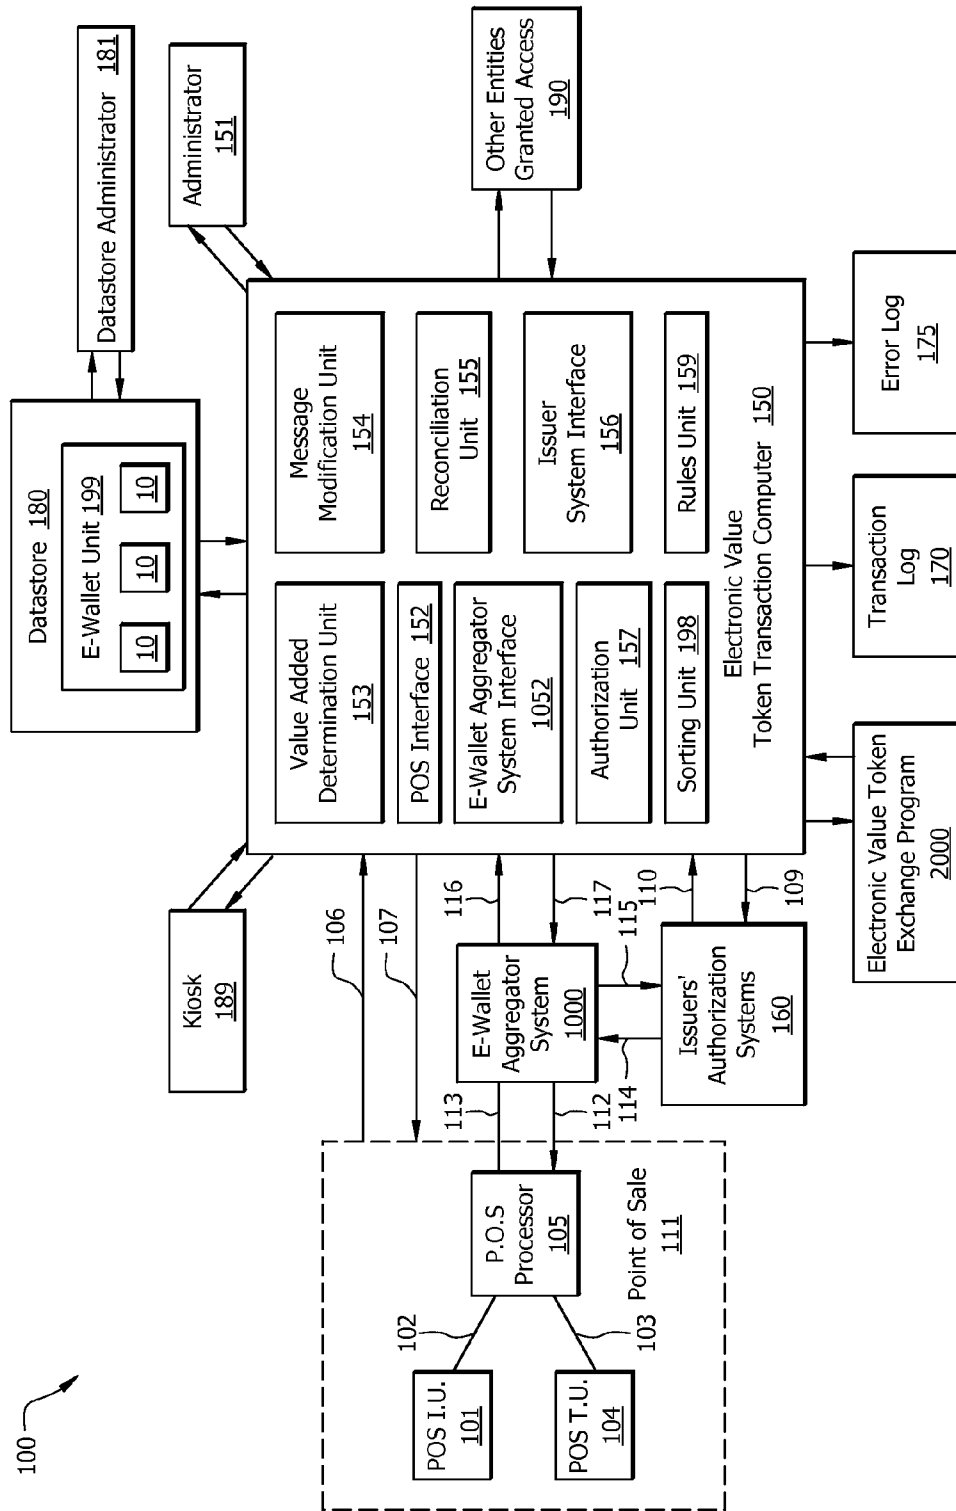 100
POS I.U.
101
POS T.U.
104
102
103
P.O.S
Processor
105
Point of Sale
111
106
107
113
112
E-Wallet
Aggregator
System
1000
116
117
114
115
Issuers'
Authorization
Systems
160
110
109
Kiosk
189
Datastore 180
E-Wallet Unit 199
10
10
10
Datastore Administrator 181
Administrator
151
Value Added
Determination Unit
153
POS Interface 152
E-Wallet Aggregator
System Interface
1052
Authorization
Unit 157
Sorting Unit 198
Message
Modification Unit
154
Reconciliation
Unit 155
Issuer
System Interface
156
Rules Unit 159
Electronic Value
Token Transaction Computer 150
Other Entities
Granted Access
190
Electronic Value Token
Exchange Program
2000
Transaction
Log
170
Error Log
175